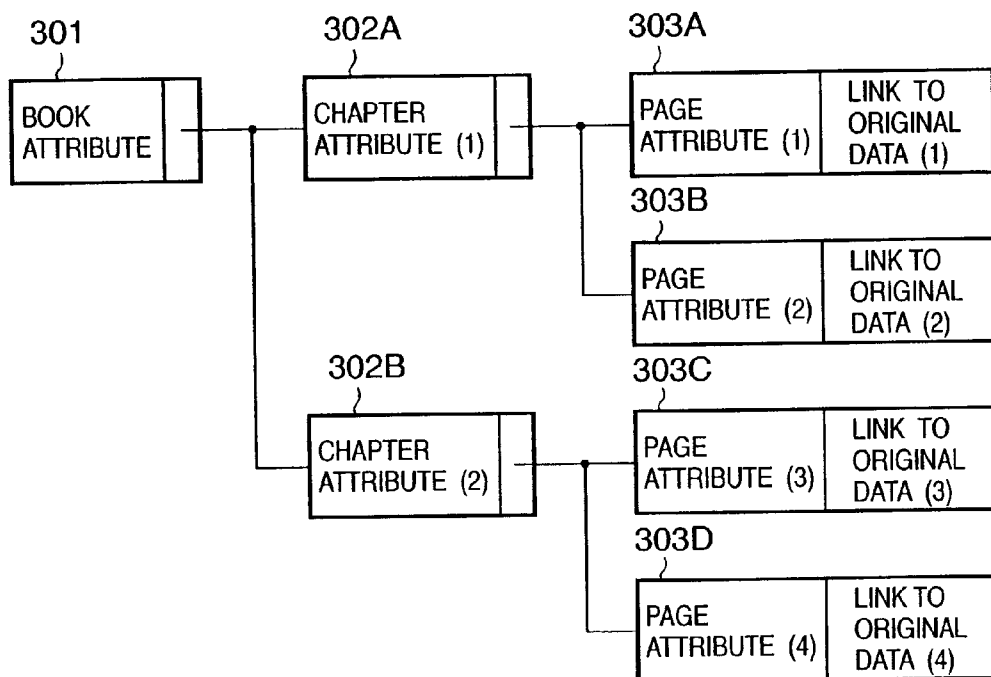 301
BOOK
ATTRIBUTE
302A
CHAPTER
ATTRIBUTE (1)
303A
PAGE
ATTRIBUTE (1)
LINK TO
ORIGINAL
DATA (1)
303B
PAGE
ATTRIBUTE (2)
LINK TO
ORIGINAL
DATA (2)
302B
CHAPTER
ATTRIBUTE (2)
303C
PAGE
ATTRIBUTE (3)
LINK TO
ORIGINAL
DATA (3)
303D
PAGE
ATTRIBUTE (4)
LINK TO
ORIGINAL
DATA (4)